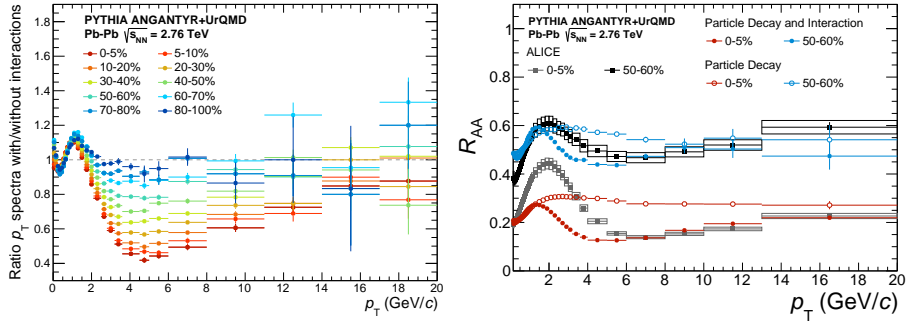 PYTHIA ANGANTYR+UrQMD
Pb-Pb √sNN = 2.76 TeV
0-5%
5-10%
10-20%
20-30%
30-40%
40-50%
50-60%
60-70%
70-80%
80-100%
Ratio pT spectra with/without interactions
1.8
1.6
1.4
1.2
1
0.8
0.6
0.4
0 2 4 6 8 10 12 14 16 18 20
pT (GeV/c)
PYTHIA ANGANTYR+UrQMD
Pb-Pb √sNN = 2.76 TeV
ALICE
0-5%
50-60%
Particle Decay and Interaction
0-5%
50-60%
Particle Decay
0-5%
50-60%
RAA
1
0.8
0.6
0.4
0.2
0
2 4 6 8 10 12 14 16 18 20
pT (GeV/c)